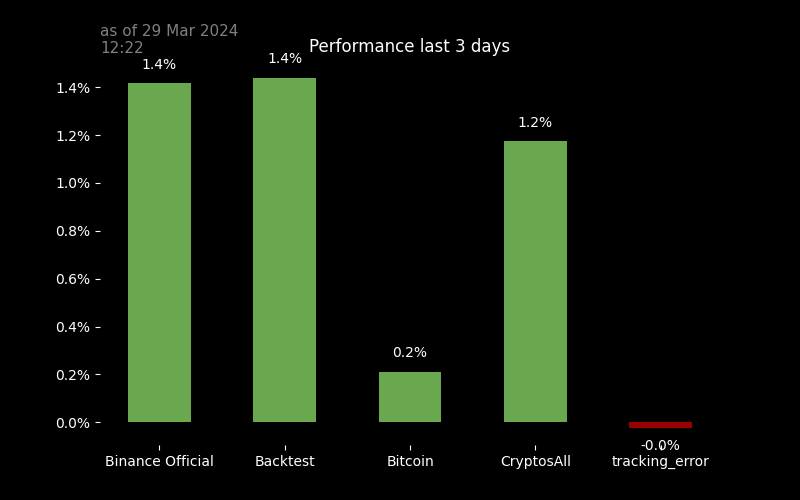 as of 29 Mar 2024
12:22
Performance last 3 days
1.4%
1.4%
0.2%
1.2%
-0.0%
1.4%
1.2%
1.0%
0.8%
0.6%
0.4%
0.2%
0.0%
Binance Official
Backtest
Bitcoin
CryptosAll
tracking_error